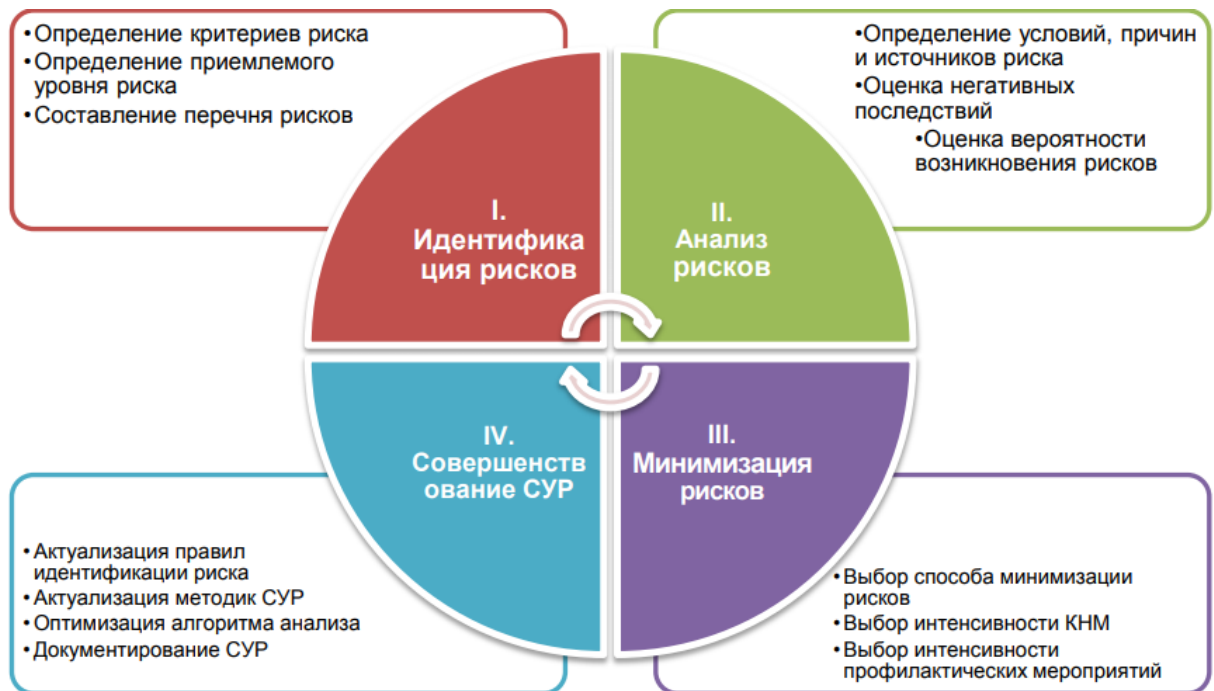 •Определение критериев риска
•Определение приемлемого
уровня риска
•Составление перечня рисков
•Определение условий, причин
и источников риска
•Оценка негативных
последствий
•Оценка вероятности
возникновения рисков
I.
Идентифика
ция рисков
II.
Анализ
рисков
IV.
Совершенств
ование СУР
III.
Минимизация
рисков
•Актуализация правил
идентификации риска
•Актуализация методик СУР
•Оптимизация алгоритма анализа
•Документирование СУР
•Выбор способа минимизации
рисков
•Выбор интенсивности КНМ
•Выбор интенсивности
профилактических мероприятий